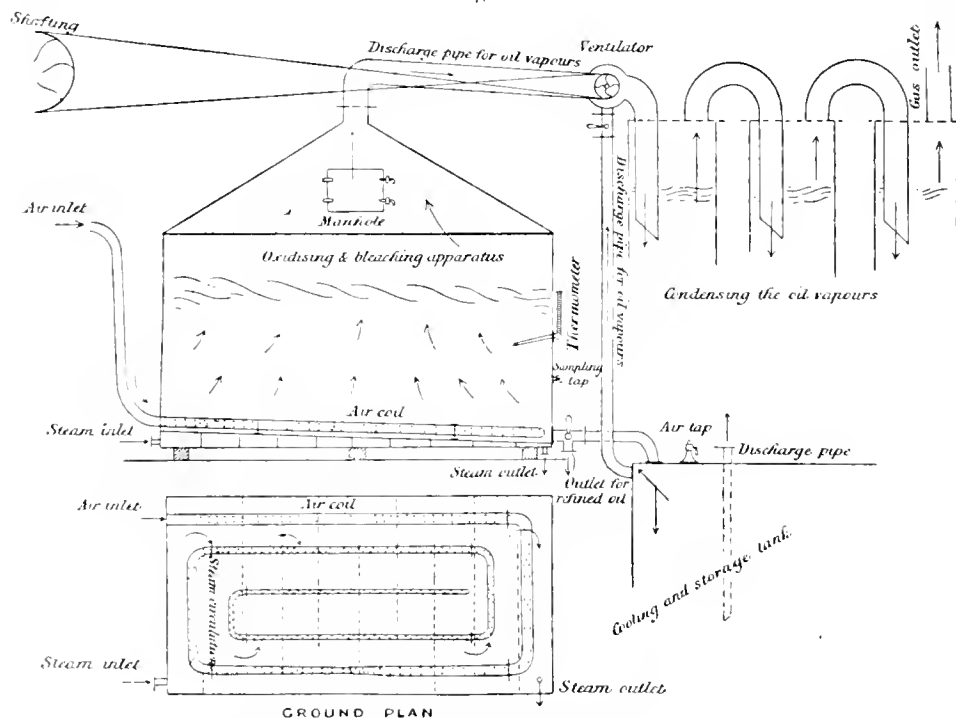 Shafting
Discharge pipe for oil vapours
Ventilator
Gas outlet
Air inlet
Manhole
Oxidising & bleaching apparatus
Thermometer
Discharge pipe for oil vapours
Condensing the oil vapours
Sampling
tap
Air coil
Steam inlet
Air tap
Discharge pipe
Steam outlet
Outlet for
refined oil
Air inlet
Air coil
Steam circulating
Cooling and storage tank.
Steam inlet
Steam outlet
GROUND PLAN